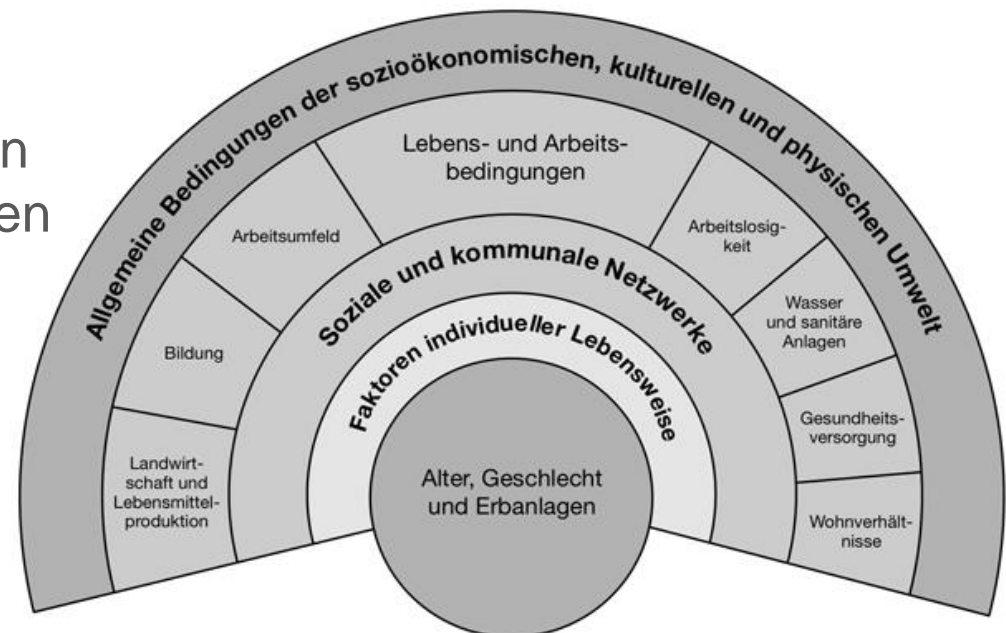 n
en
Allgemeine Bedingungen der sozioökonomischen, kulturellen und physischen Umwelt
Lebens- und Arbeits-
bedingungen
Arbeitsumfeld
Arbeitslosig-
keit
Bildung
Wasser
und sanitäre
Anlagen
Landwirt-
schaft und
Lebensmittel-
produktion
Gesundheits-
versorgung
Wohnverhält-
nisse
Soziale und kommunale Netzwerke
Faktoren individueller Lebensweise
Alter, Geschlecht
und Erbanlagen